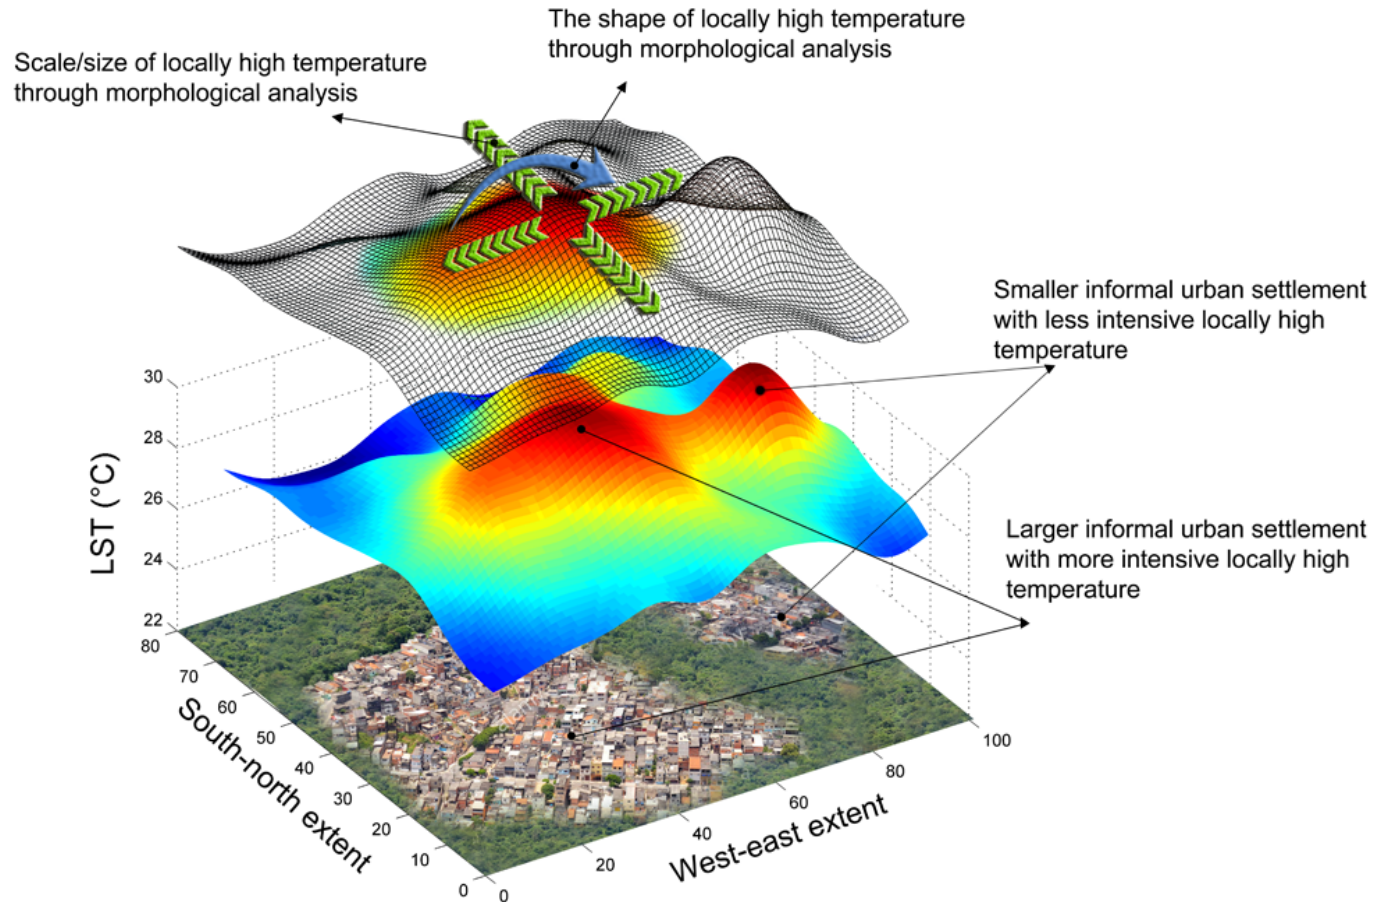 The shape of locally high temperature
through morphological analysis
Scale/size of locally high temperature
through morphological analysis
Smaller informal urban settlement
with less intensive locally high
temperature
Larger informal urban settlement
with more intensive locally high
temperature
LST (°C)
30
28
26
24
22
80
70
60
50
40
30
20
10
0
South-north extent
0
20
40
60
80
100
West-east extent